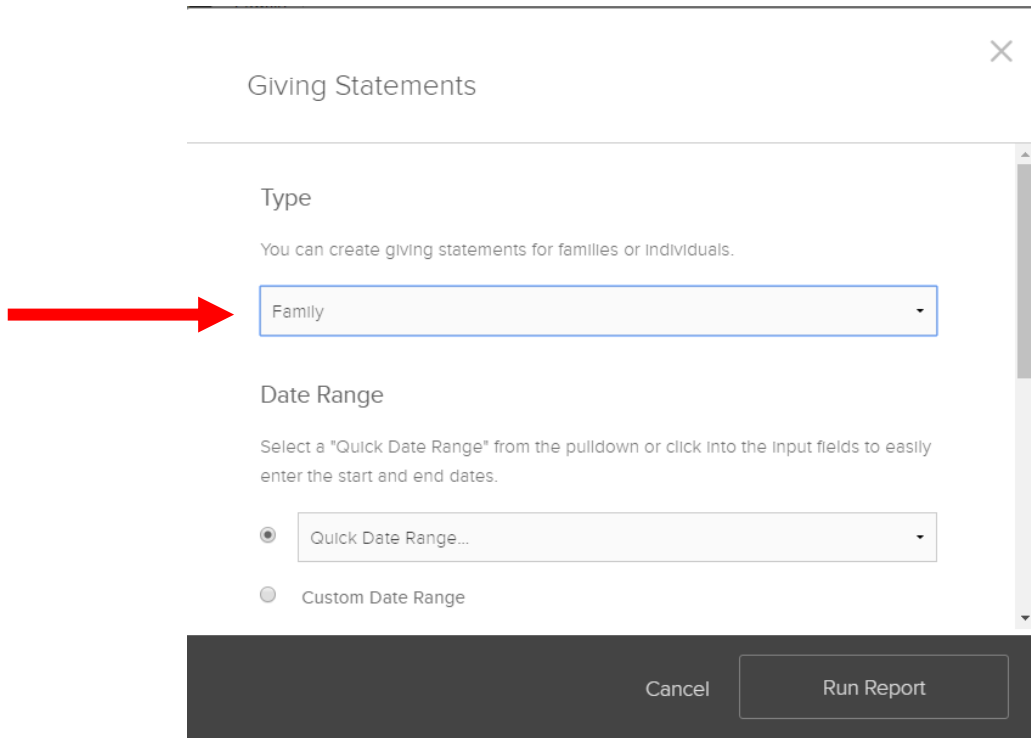 Giving Statements
Type
You can create giving statements for families or individuals.
Family
Date Range
Select a "Quick Date Range" from the pulldown or click into the input fields to easily
enter the start and end dates.
Quick Date Range...
Custom Date Range
Cancel
Run Report